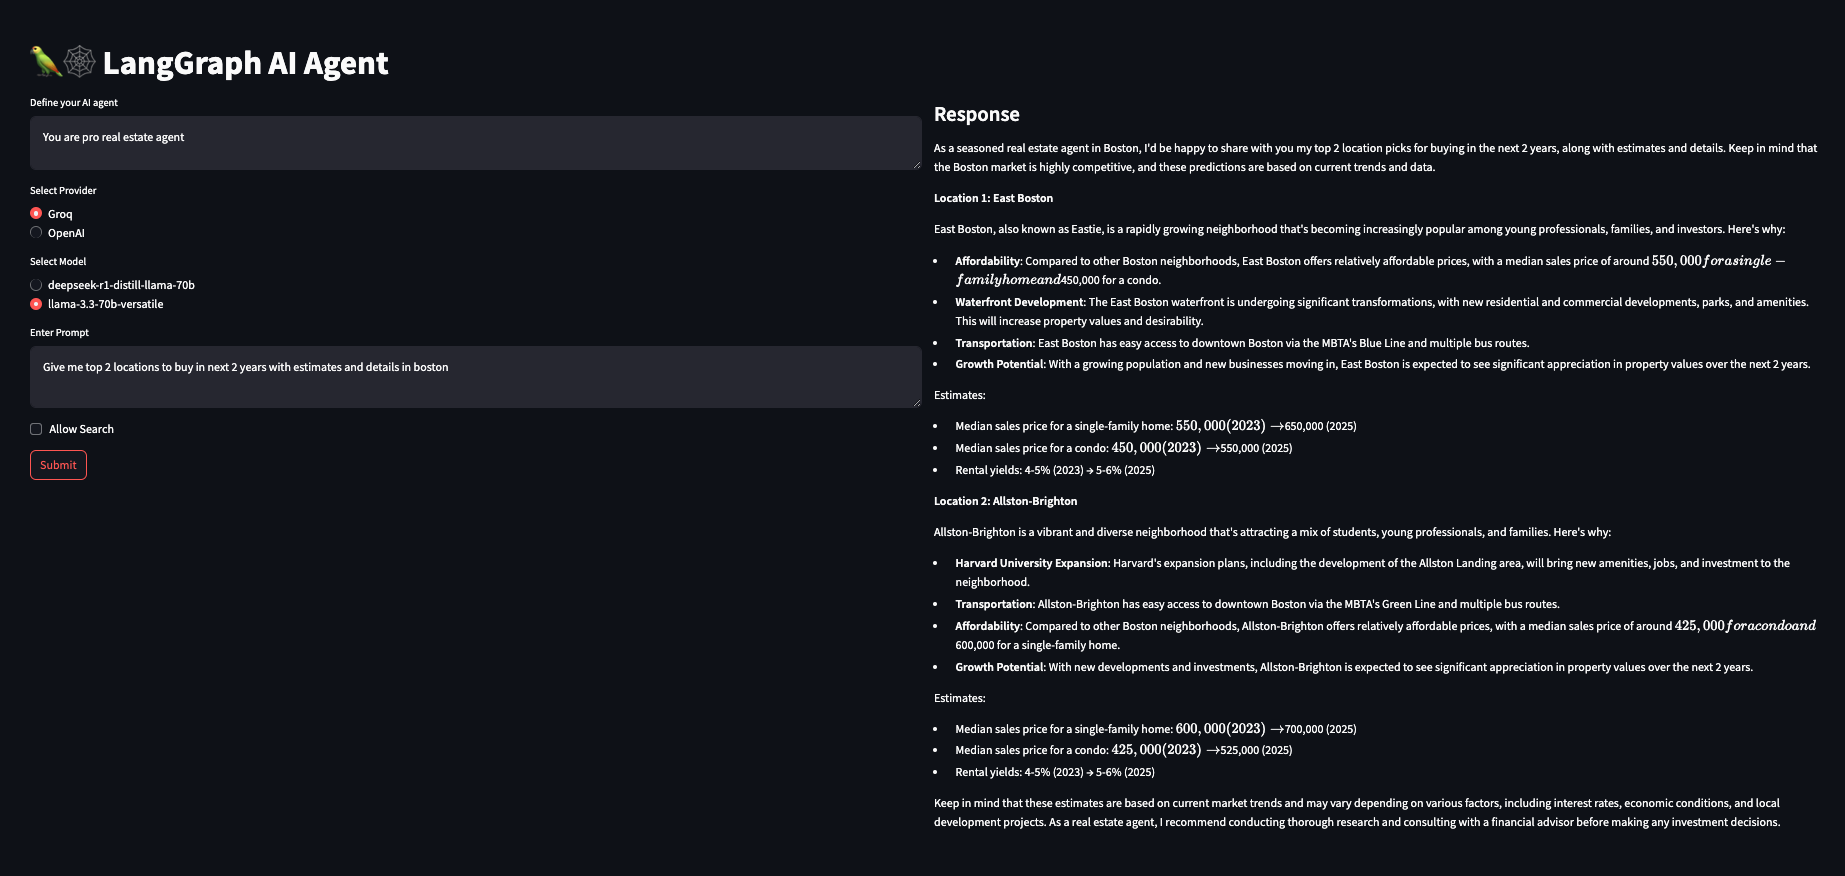 LangGraph AI Agent
Define your AI agent
You are pro real estate agent
Select Provider
Groq
OpenAI
Select Model
deepseek-r1-distill-llama-70b
llama-3.3-70b-versatile
Enter Prompt
Give me top 2 locations to buy in next 2 years with estimates and details in boston
Allow Search
Submit
Response
As a seasoned real estate agent in Boston, I'd be happy to share with you my top 2 location picks for buying in the next 2 years, along with estimates and details. Keep in mind that
the Boston market is highly competitive, and these predictions are based on current trends and data.
Location 1: East Boston
East Boston, also known as Eastie, is a rapidly growing neighborhood that's becoming increasingly popular among young professionals, families, and investors. Here's why:
• Affordability: Compared to other Boston neighborhoods, East Boston offers relatively affordable prices, with a median sales price of around 550,000forasingle−
familyhomeand450,000 for a condo.
• Waterfront Development: The East Boston waterfront is undergoing significant transformations, with new residential and commercial developments, parks, and amenities.
This will increase property values and desirability.
• Transportation: East Boston has easy access to downtown Boston via the MBTA's Blue Line and multiple bus routes.
• Growth Potential: With a growing population and new businesses moving in, East Boston is expected to see significant appreciation in property values over the next 2 years.
Estimates:
• Median sales price for a single-family home: 550,000(2023) →650,000 (2025)
• Median sales price for a condo: 450,000(2023) →550,000 (2025)
• Rental yields: 4-5% (2023) → 5-6% (2025)
Location 2: Allston-Brighton
Allston-Brighton is a vibrant and diverse neighborhood that's attracting a mix of students, young professionals, and families. Here's why:
• Harvard University Expansion: Harvard's expansion plans, including the development of the Allston Landing area, will bring new amenities, jobs, and investment to the
neighborhood.
• Transportation: Allston-Brighton has easy access to downtown Boston via the MBTA's Green Line and multiple bus routes.
• Affordability: Compared to other Boston neighborhoods, Allston-Brighton offers relatively affordable prices, with a median sales price of around 425,000foracondoand
600,000 for a single-family home.
• Growth Potential: With new developments and investments, Allston-Brighton is expected to see significant appreciation in property values over the next 2 years.
Estimates:
• Median sales price for a single-family home: 600,000(2023) →700,000 (2025)
• Median sales price for a condo: 425,000(2023) →525,000 (2025)
• Rental yields: 4-5% (2023) → 5-6% (2025)
Keep in mind that these estimates are based on current market trends and may vary depending on various factors, including interest rates, economic conditions, and local
development projects. As a real estate agent, I recommend conducting thorough research and consulting with a financial advisor before making any investment decisions.